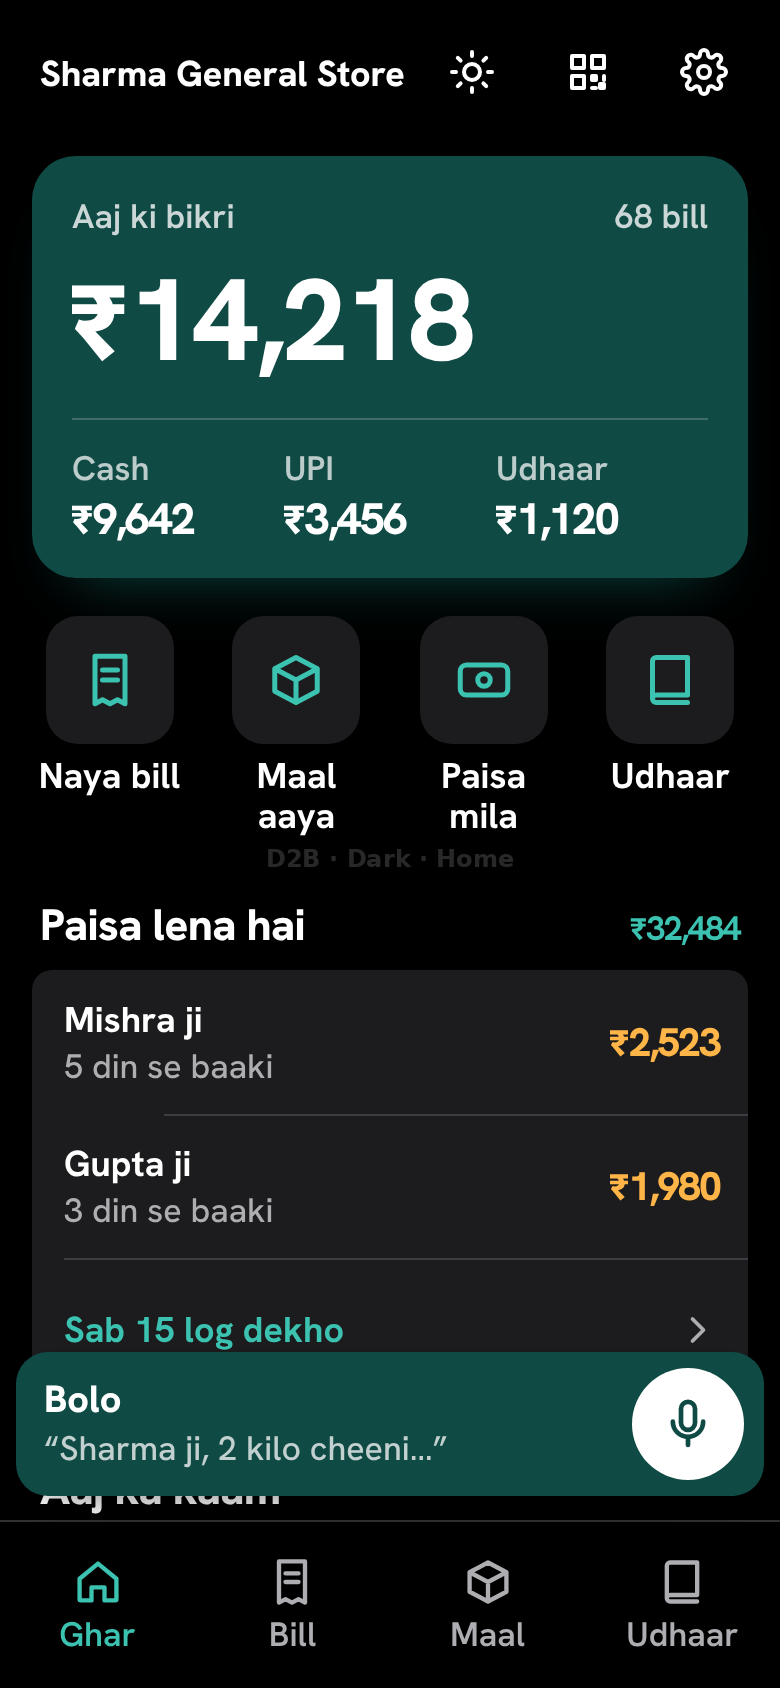 Sharma General Store
Aaj ki bikri 68 bill
₹14,218
Cash UPI Udhaar
₹9,642 ₹3,456 ₹1,120
Naya bill Maal aaya Paisa mila Udhaar
D2B · Dark · Home
Paisa lena hai ₹32,484
Mishra ji
5 din se baaki ₹2,523
Gupta ji
3 din se baaki ₹1,980
Sab 15 log dekho
Bolo
“Sharma ji, 2 kilo cheeni...”
Aaj ka kaam
Ghar Bill Maal Udhaar